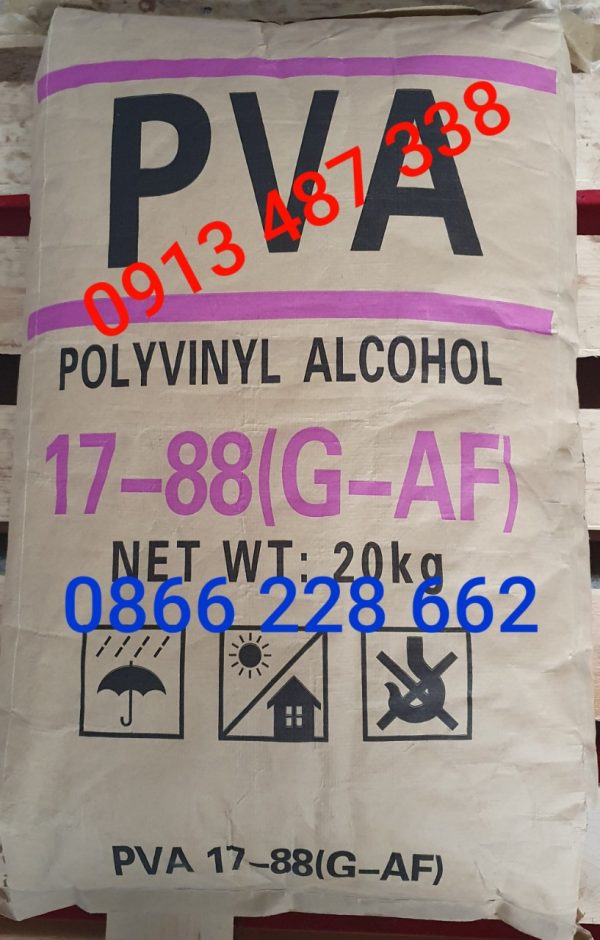 PVA
0913 487 338
POLYVINYL ALCOHOL
17-88(G-AF)
NET WT: 20kg
0866 228 662
PVA 17-88(G-AF)